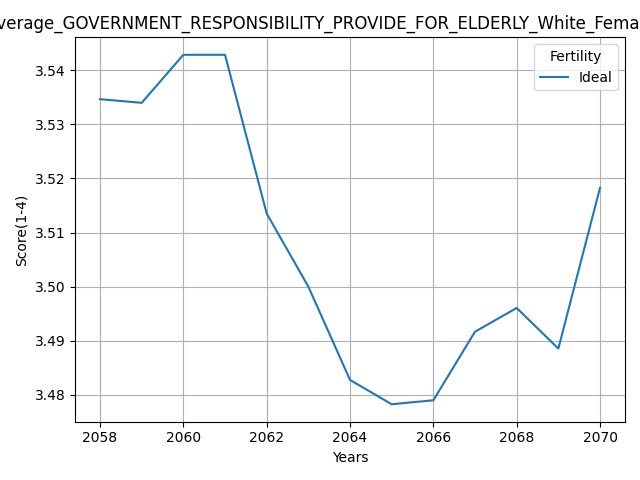 verage_GOVERNMENT_RESPONSIBILITY_PROVIDE_FOR_ELDERLY_White_Fema
Fertility
Ideal
Score(1-4)
3.54
3.53
3.52
3.51
3.50
3.49
3.48
2058 2060 2062 2064 2066 2068 2070
Years